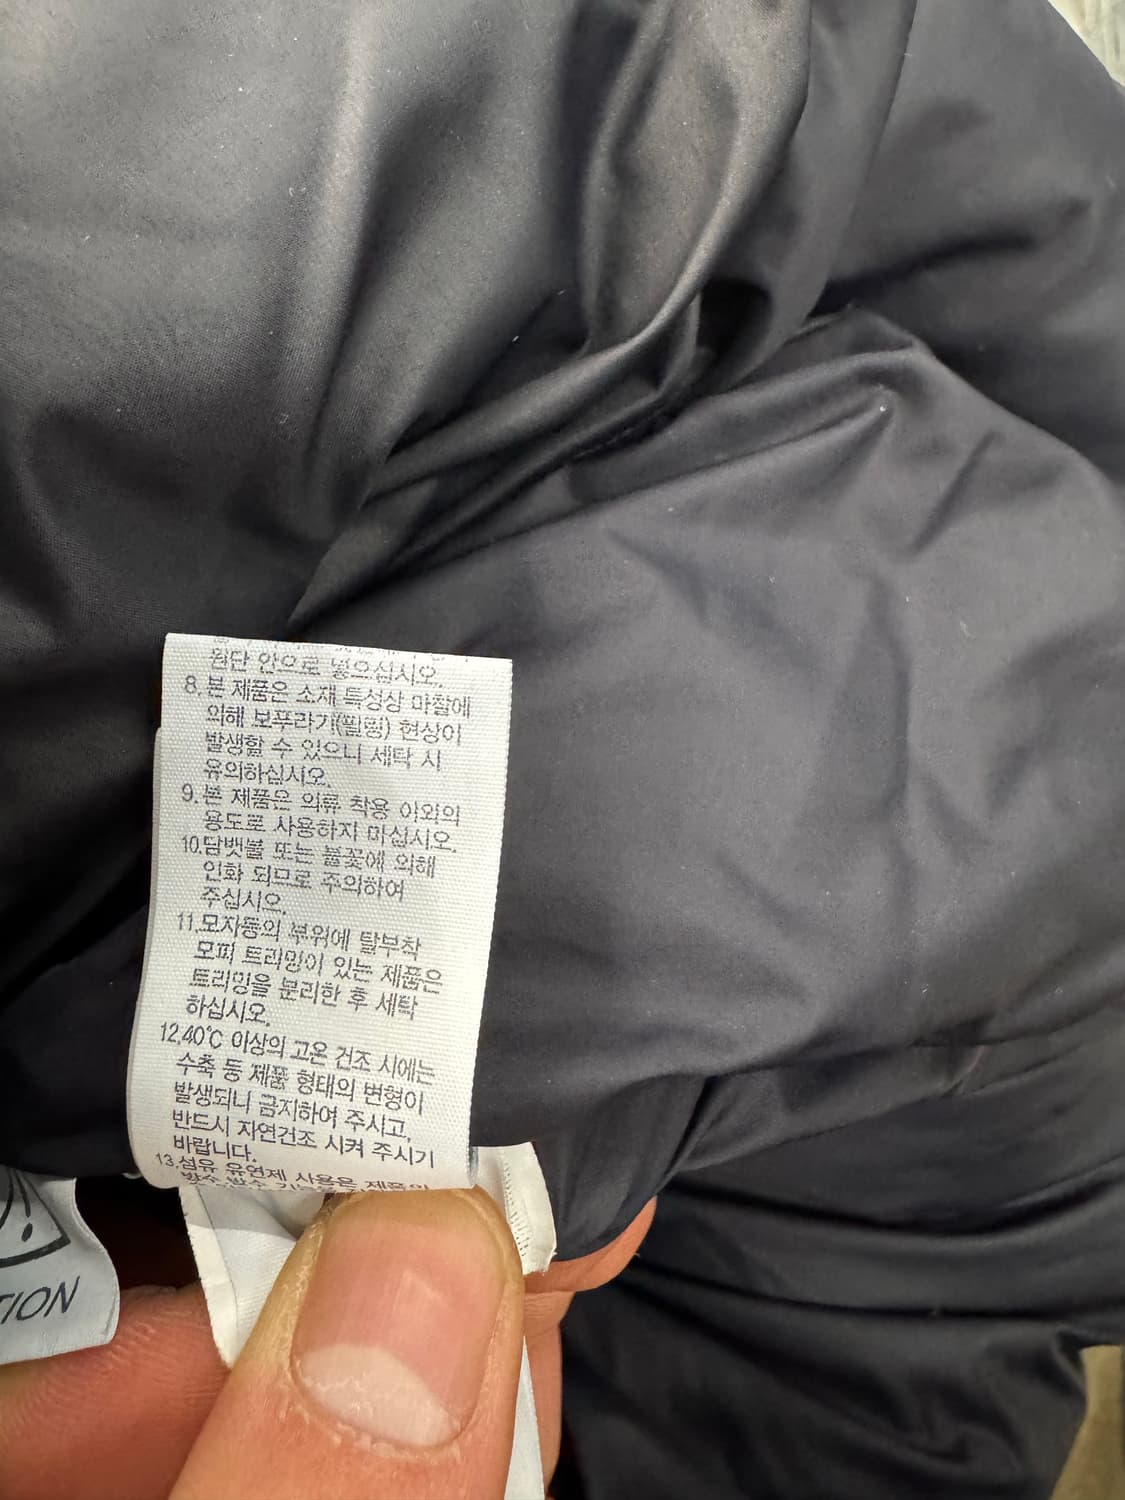 원단 안으로 넣으십시오.
8. 본 제품은 소재 특성상 마찰에
의해 보푸라기(필링) 현상이
발생할 수 있으니 세탁 시
유의하십시오.
9. 본 제품은 의류 착용 이외의
용도로 사용하지 마십시오.
10.담뱃불 또는 불꽃에 의해
인화 되므로 주의하여
주십시오.
11.모자등의 부위에 탈부착
모피 트리밍이 있는 제품은
트리밍을 분리한 후 세탁
하십시오.
12.40℃ 이상의 고온 건조 시에는
수축 등 제품 형태의 변형이
발생되니 금지하여 주시고,
반드시 자연건조 시켜 주시기
바랍니다.
13.섬유 유연제 사용은 제품의
TION